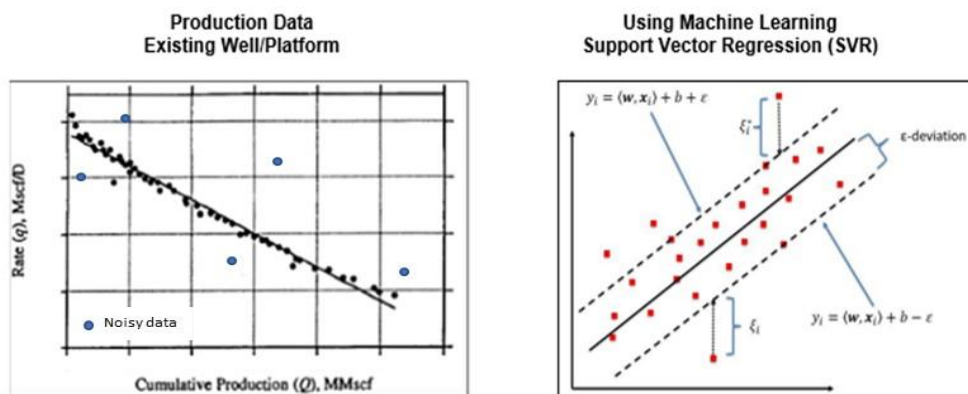 Production Data
Existing Well/Platform
Rate (q), Mscf/D
Noisy data
Cumulative Production (Q), MMscf
Using Machine Learning
Support Vector Regression (SVR)
yᵢ = ⟨w, xᵢ⟩ + b + ε
ξᵢ*
ε-deviation
ξᵢ
yᵢ = ⟨w, xᵢ⟩ + b − ε